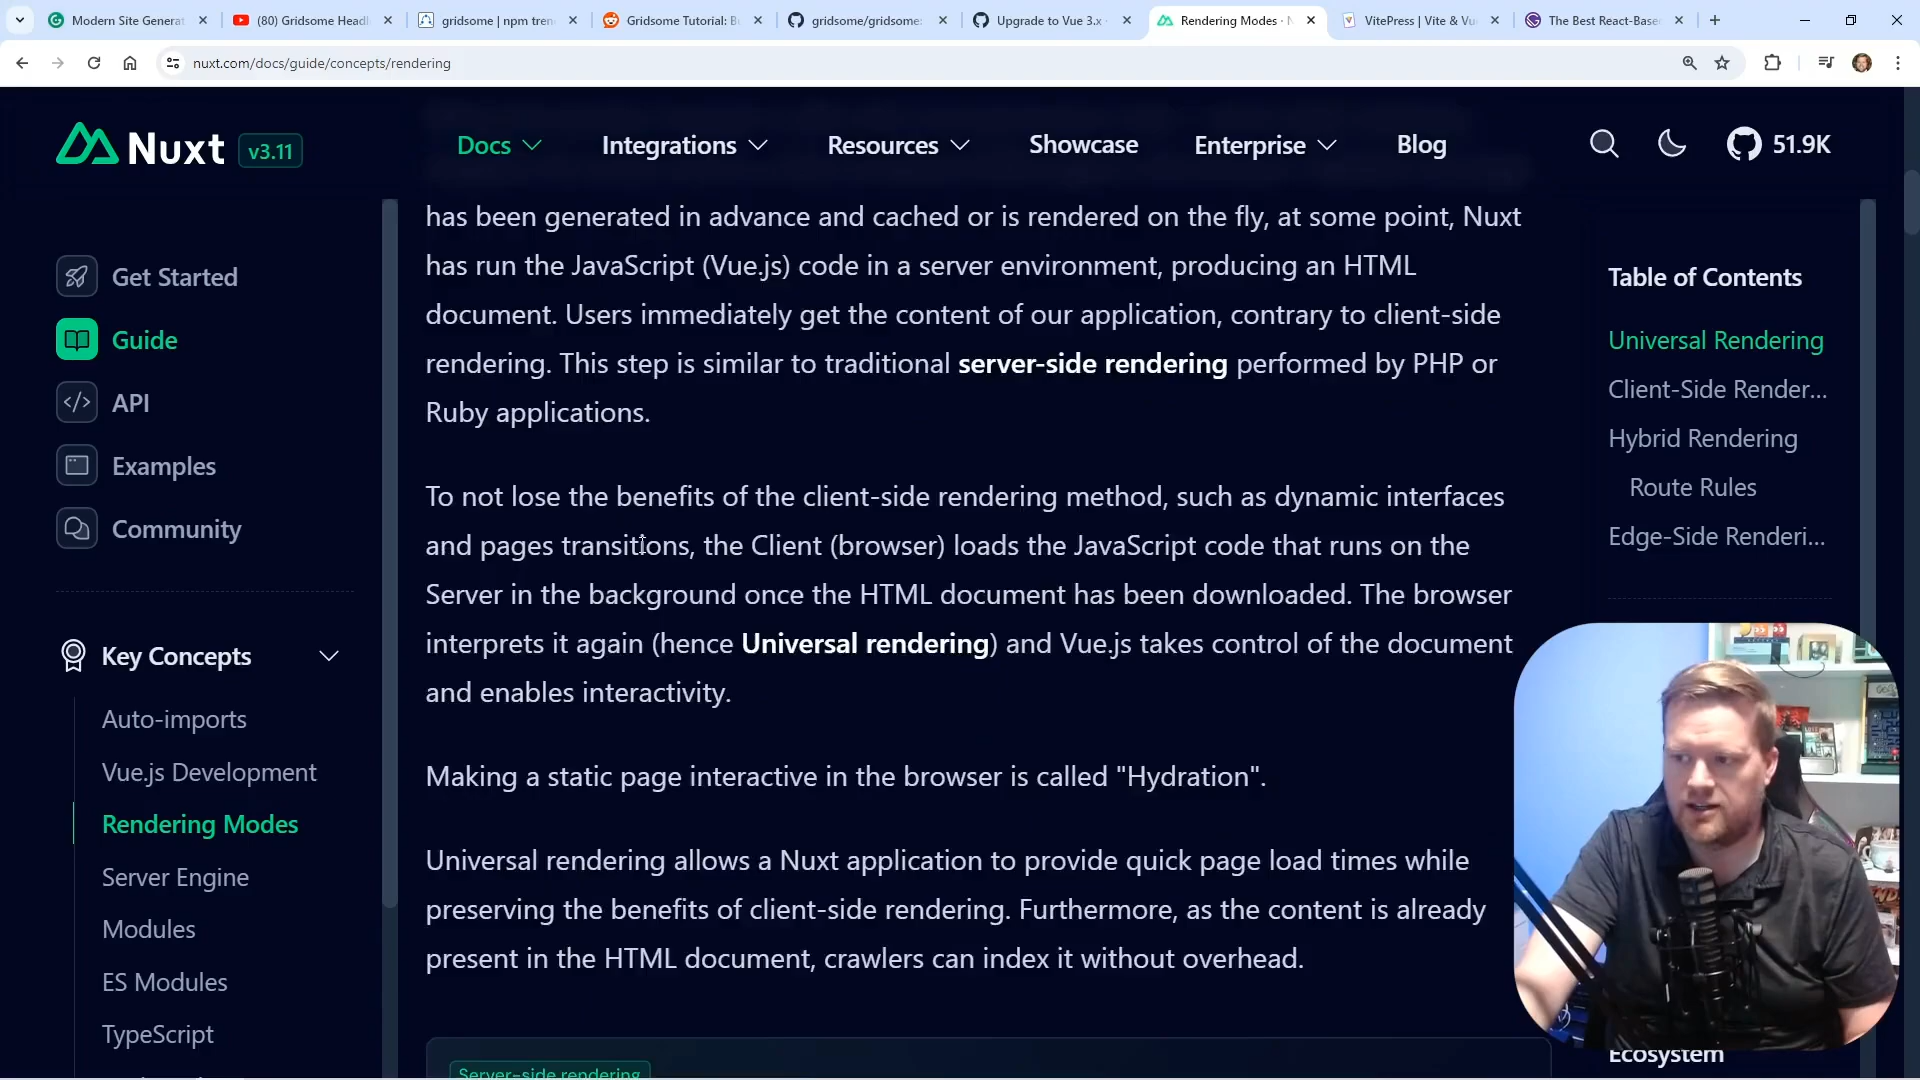 Modern Site Generat
(80) Gridsome Headl
gridsome | npm tren
Gridsome Tutorial: Bu
gridsome/gridsome:
Upgrade to Vue 3.x ·
Rendering Modes · N
VitePress | Vite & Vu
The Best React-Base
nuxt.com/docs/guide/concepts/rendering
Nuxt v3.11
Docs
Integrations
Resources
Showcase
Enterprise
Blog
51.9K
Get Started
Guide
API
Examples
Community
Key Concepts
Auto-imports
Vue.js Development
Rendering Modes
Server Engine
Modules
ES Modules
TypeScript
has been generated in advance and cached or is rendered on the fly, at some point, Nuxt
has run the JavaScript (Vue.js) code in a server environment, producing an HTML
document. Users immediately get the content of our application, contrary to client-side
rendering. This step is similar to traditional server-side rendering performed by PHP or
Ruby applications.
To not lose the benefits of the client-side rendering method, such as dynamic interfaces
and pages transitions, the Client (browser) loads the JavaScript code that runs on the
Server in the background once the HTML document has been downloaded. The browser
interprets it again (hence Universal rendering) and Vue.js takes control of the document
and enables interactivity.
Making a static page interactive in the browser is called "Hydration".
Universal rendering allows a Nuxt application to provide quick page load times while
preserving the benefits of client-side rendering. Furthermore, as the content is already
present in the HTML document, crawlers can index it without overhead.
Server-side rendering
Table of Contents
Universal Rendering
Client-Side Render...
Hybrid Rendering
Route Rules
Edge-Side Renderi...
Ecosystem